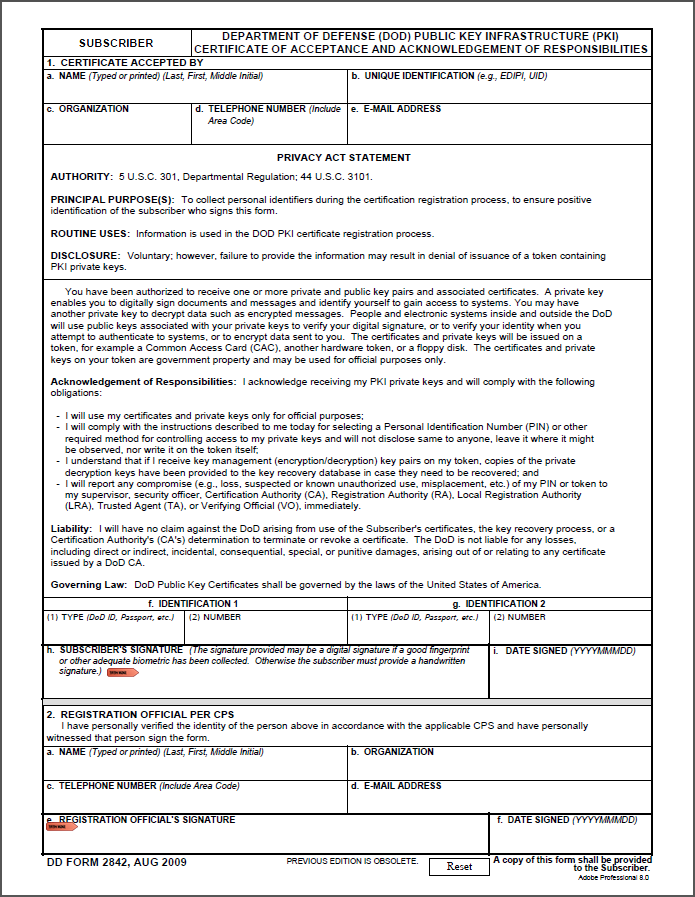 SUBSCRIBER
DEPARTMENT OF DEFENSE (DOD) PUBLIC KEY INFRASTRUCTURE (PKI)
CERTIFICATE OF ACCEPTANCE AND ACKNOWLEDGEMENT OF RESPONSIBILITIES
1. CERTIFICATE ACCEPTED BY
a. NAME (Typed or printed) (Last, First, Middle Initial)
b. UNIQUE IDENTIFICATION (e.g., EDIPI, UID)
c. ORGANIZATION
d. TELEPHONE NUMBER (Include
Area Code)
e. E-MAIL ADDRESS
PRIVACY ACT STATEMENT
AUTHORITY: 5 U.S.C. 301, Departmental Regulation; 44 U.S.C. 3101.
PRINCIPAL PURPOSE(S): To collect personal identifiers during the certification registration process, to ensure positive
identification of the subscriber who signs this form.
ROUTINE USES: Information is used in the DOD PKI certificate registration process.
DISCLOSURE: Voluntary; however, failure to provide the information may result in denial of issuance of a token containing
PKI private keys.
You have been authorized to receive one or more private and public key pairs and associated certificates. A private key
enables you to digitally sign documents and messages and identify yourself to gain access to systems. You may have
another private key to decrypt data such as encrypted messages. People and electronic systems inside and outside the DoD
will use public keys associated with your private keys to verify your digital signature, or to verify your identity when you
attempt to authenticate to systems, or to encrypt data sent to you. The certificates and private keys will be issued on a
token, for example a Common Access Card (CAC), another hardware token, or a floppy disk. The certificates and private
keys on your token are government property and may be used for official purposes only.
Acknowledgement of Responsibilities: I acknowledge receiving my PKI private keys and will comply with the following
obligations:
- I will use my certificates and private keys only for official purposes;
- I will comply with the instructions described to me today for selecting a Personal Identification Number (PIN) or other
required method for controlling access to my private keys and will not disclose same to anyone, leave it where it might
be observed, nor write it on the token itself;
- I understand that if I receive key management (encryption/decryption) key pairs on my token, copies of the private
decryption keys have been provided to the key recovery database in case they need to be recovered; and
- I will report any compromise (e.g., loss, suspected or known unauthorized use, misplacement, etc.) of my PIN or token to
my supervisor, security officer, Certification Authority (CA), Registration Authority (RA), Local Registration Authority
(LRA), Trusted Agent (TA), or Verifying Official (VO), immediately.
Liability: I will have no claim against the DoD arising from use of the Subscriber's certificates, the key recovery process, or a
Certification Authority's (CA's) determination to terminate or revoke a certificate. The DoD is not liable for any losses,
including direct or indirect, incidental, consequential, special, or punitive damages, arising out of or relating to any certificate
issued by a DoD CA.
Governing Law: DoD Public Key Certificates shall be governed by the laws of the United States of America.
f. IDENTIFICATION 1
g. IDENTIFICATION 2
(1) TYPE (DoD ID, Passport, etc.)
(2) NUMBER
(1) TYPE (DoD ID, Passport, etc.)
(2) NUMBER
h. SUBSCRIBER'S SIGNATURE (The signature provided may be a digital signature if a good fingerprint
or other adequate biometric has been collected. Otherwise the subscriber must provide a handwritten
signature.)
i. DATE SIGNED (YYYYMMMDD)
2. REGISTRATION OFFICIAL PER CPS
I have personally verified the identity of the person above in accordance with the applicable CPS and have personally
witnessed that person sign the form.
a. NAME (Typed or printed) (Last, First, Middle Initial)
b. ORGANIZATION
c. TELEPHONE NUMBER (Include Area Code)
d. E-MAIL ADDRESS
e. REGISTRATION OFFICIAL'S SIGNATURE
f. DATE SIGNED (YYYYMMMDD)
DD FORM 2842, AUG 2009
PREVIOUS EDITION IS OBSOLETE.
Reset
A copy of this form shall be provided
to the Subscriber.
Adobe Professional 8.0